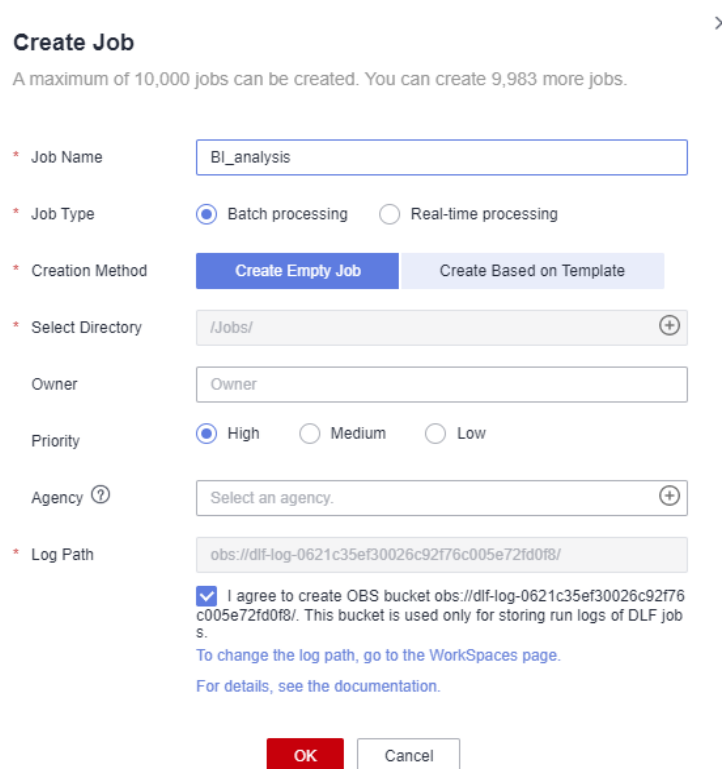 Create Job
A maximum of 10,000 jobs can be created. You can create 9,983 more jobs.
* Job Name BI_analysis
* Job Type Batch processing Real-time processing
* Creation Method Create Empty Job Create Based on Template
* Select Directory /Jobs/
Owner Owner
Priority High Medium Low
Agency ? Select an agency.
* Log Path obs://dlf-log-0621c35ef30026c92f76c005e72fd0f8/
I agree to create OBS bucket obs://dlf-log-0621c35ef30026c92f76
c005e72fd0f8/. This bucket is used only for storing run logs of DLF job
s.
To change the log path, go to the WorkSpaces page.
For details, see the documentation.
OK Cancel